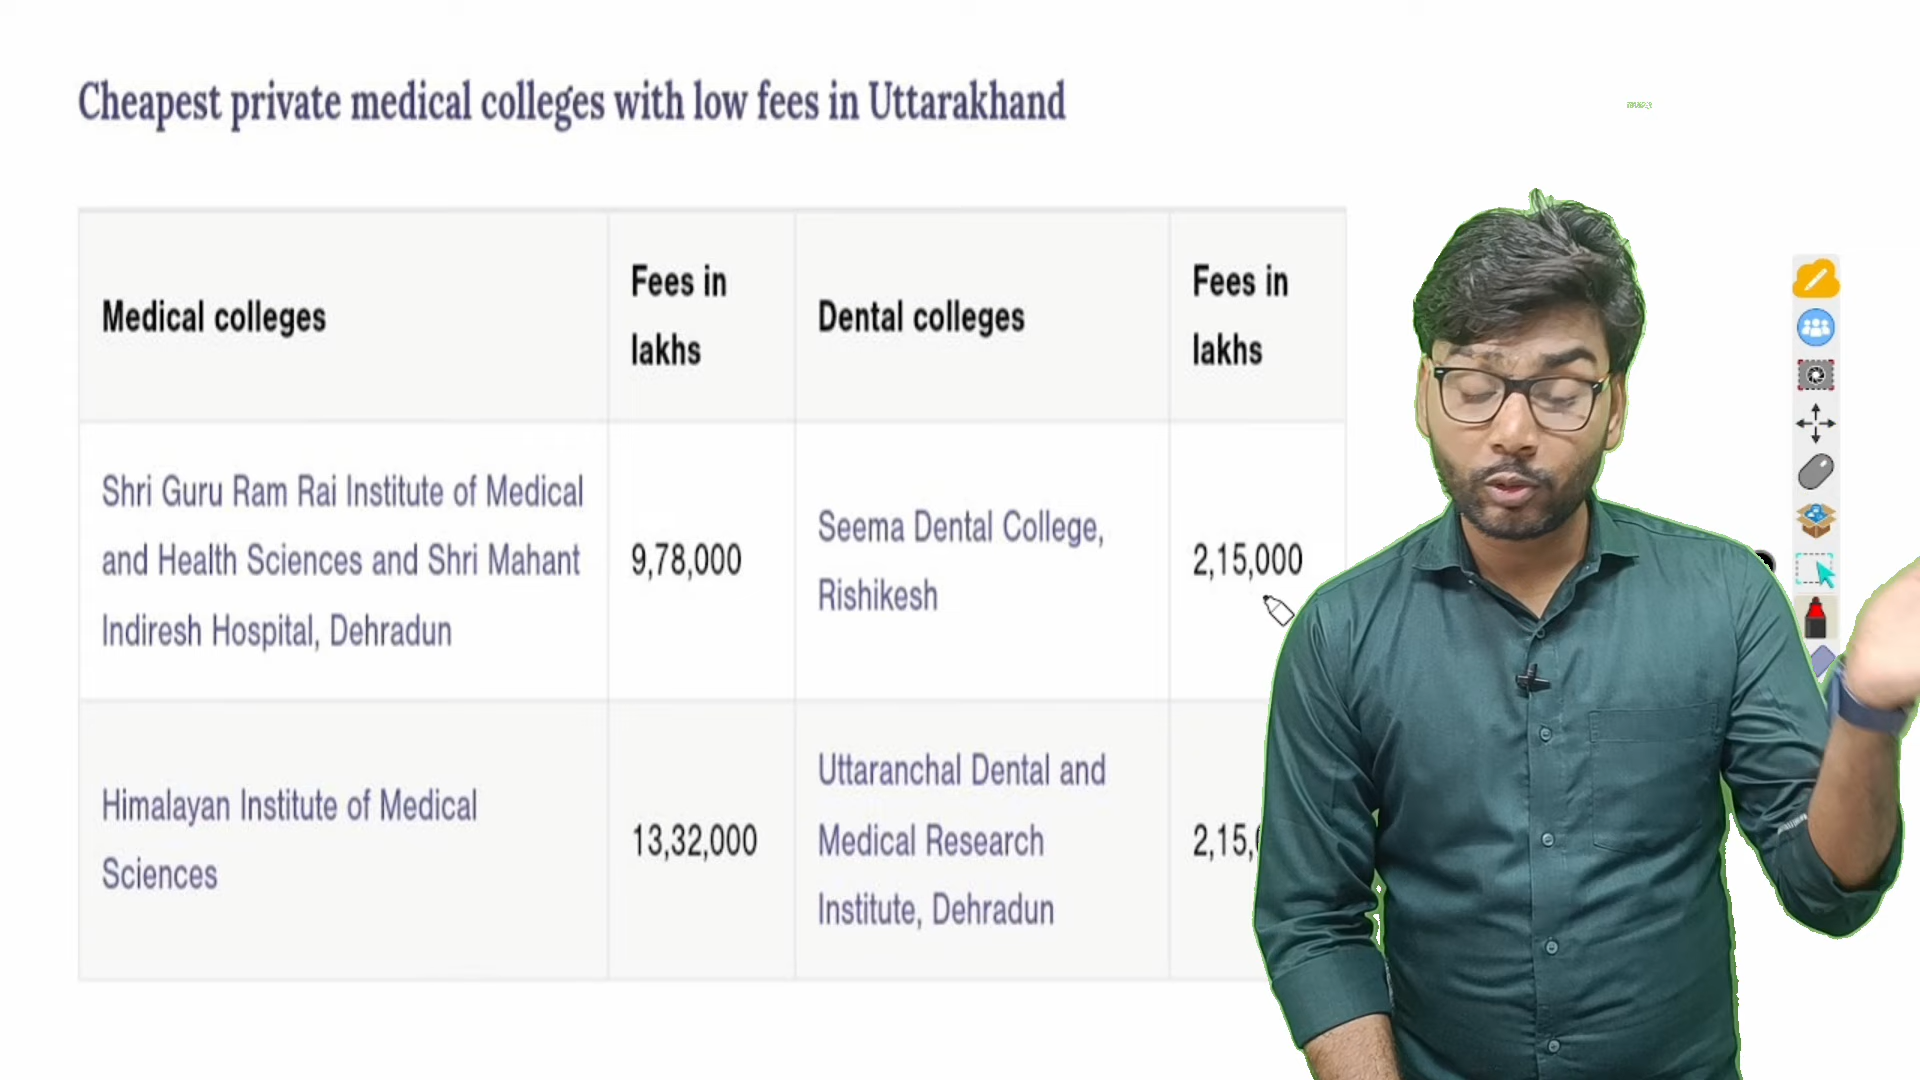 Cheapest private medical colleges with low fees in Uttarakhand
Medical colleges
Fees in
lakhs
Dental colleges
Fees in
lakhs
Shri Guru Ram Rai Institute of Medical
and Health Sciences and Shri Mahant
Indiresh Hospital, Dehradun
9,78,000
Seema Dental College,
Rishikesh
2,15,000
Himalayan Institute of Medical
Sciences
13,32,000
Uttaranchal Dental and
Medical Research
Institute, Dehradun